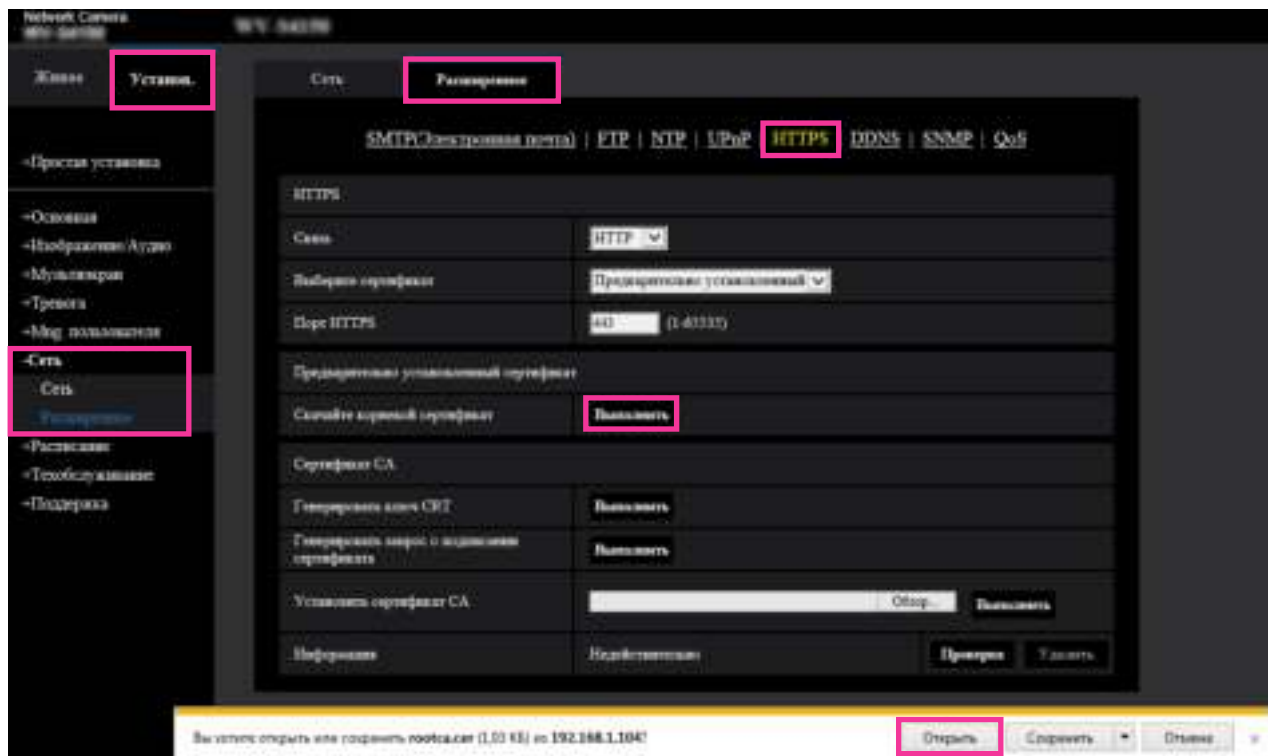 Network Camera
Живое
Установ.
Сеть
Расширенное
SMTP(Электронная почта) | FTP | NTP | UPnP | HTTPS | DDNS | SNMP | QoS
+Простая установка
+Основная
+Изображение/Аудио
+Мультиэкран
+Тревога
+Mng. пользователя
-Сеть
Сеть
Расширенное
+Расписание
+Техобслуживание
+Поддержка
HTTPS
Связь HTTP
Выберите сертификат Предварительно установленный
Порт HTTPS 443 (1-65535)
Предварительно установленный сертификат
Скачайте корневой сертификат Выполнить
Сертификат CA
Генерировать ключ CRT Выполнить
Генерировать запрос о подписании
сертификата Выполнить
Установить сертификат CA Обзор... Выполнить
Информация Недействительно Проверка Удалить
Вы хотите открыть или сохранить rootca.cer (1,03 КБ) из 192.168.1.104?
Открыть Сохранить Отмена ×